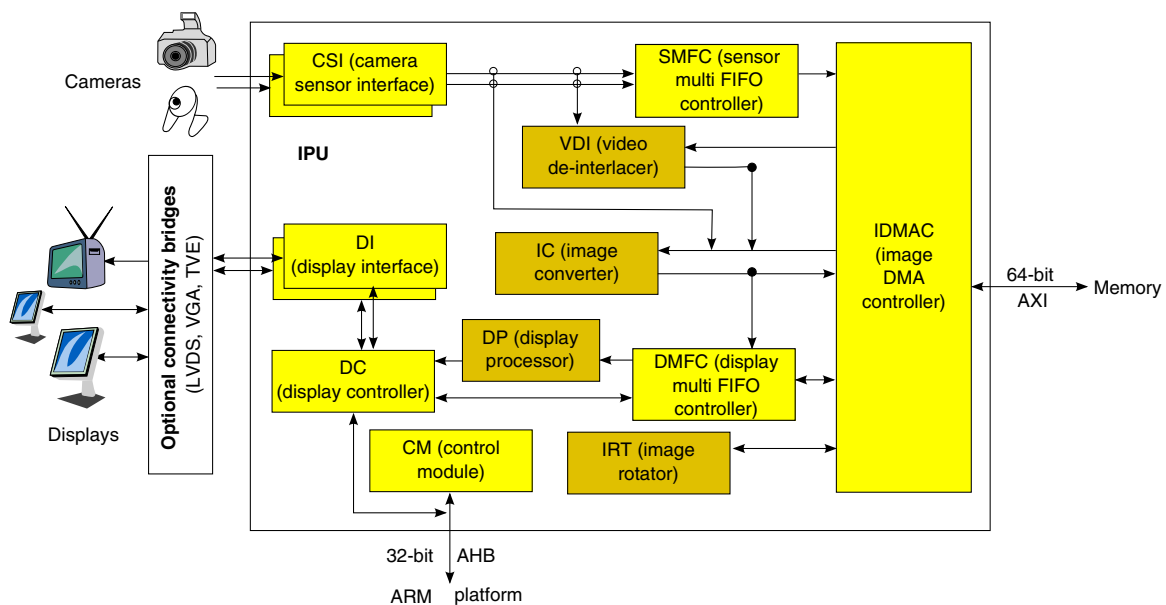 Cameras
CSI (camera
sensor interface)
SMFC (sensor
multi FIFO
controller)
IPU
VDI (video
de-interlacer)
Optional connectivity bridges
(LVDS, VGA, TVE)
DI
(display interface)
IC (image
converter)
IDMAC
(image
DMA
controller)
64-bit
AXI
Memory
DP (display
processor)
DC
(display controller)
DMFC (display
multi FIFO
controller)
Displays
CM (control
module)
IRT (image
rotator)
32-bit
AHB
ARM
platform